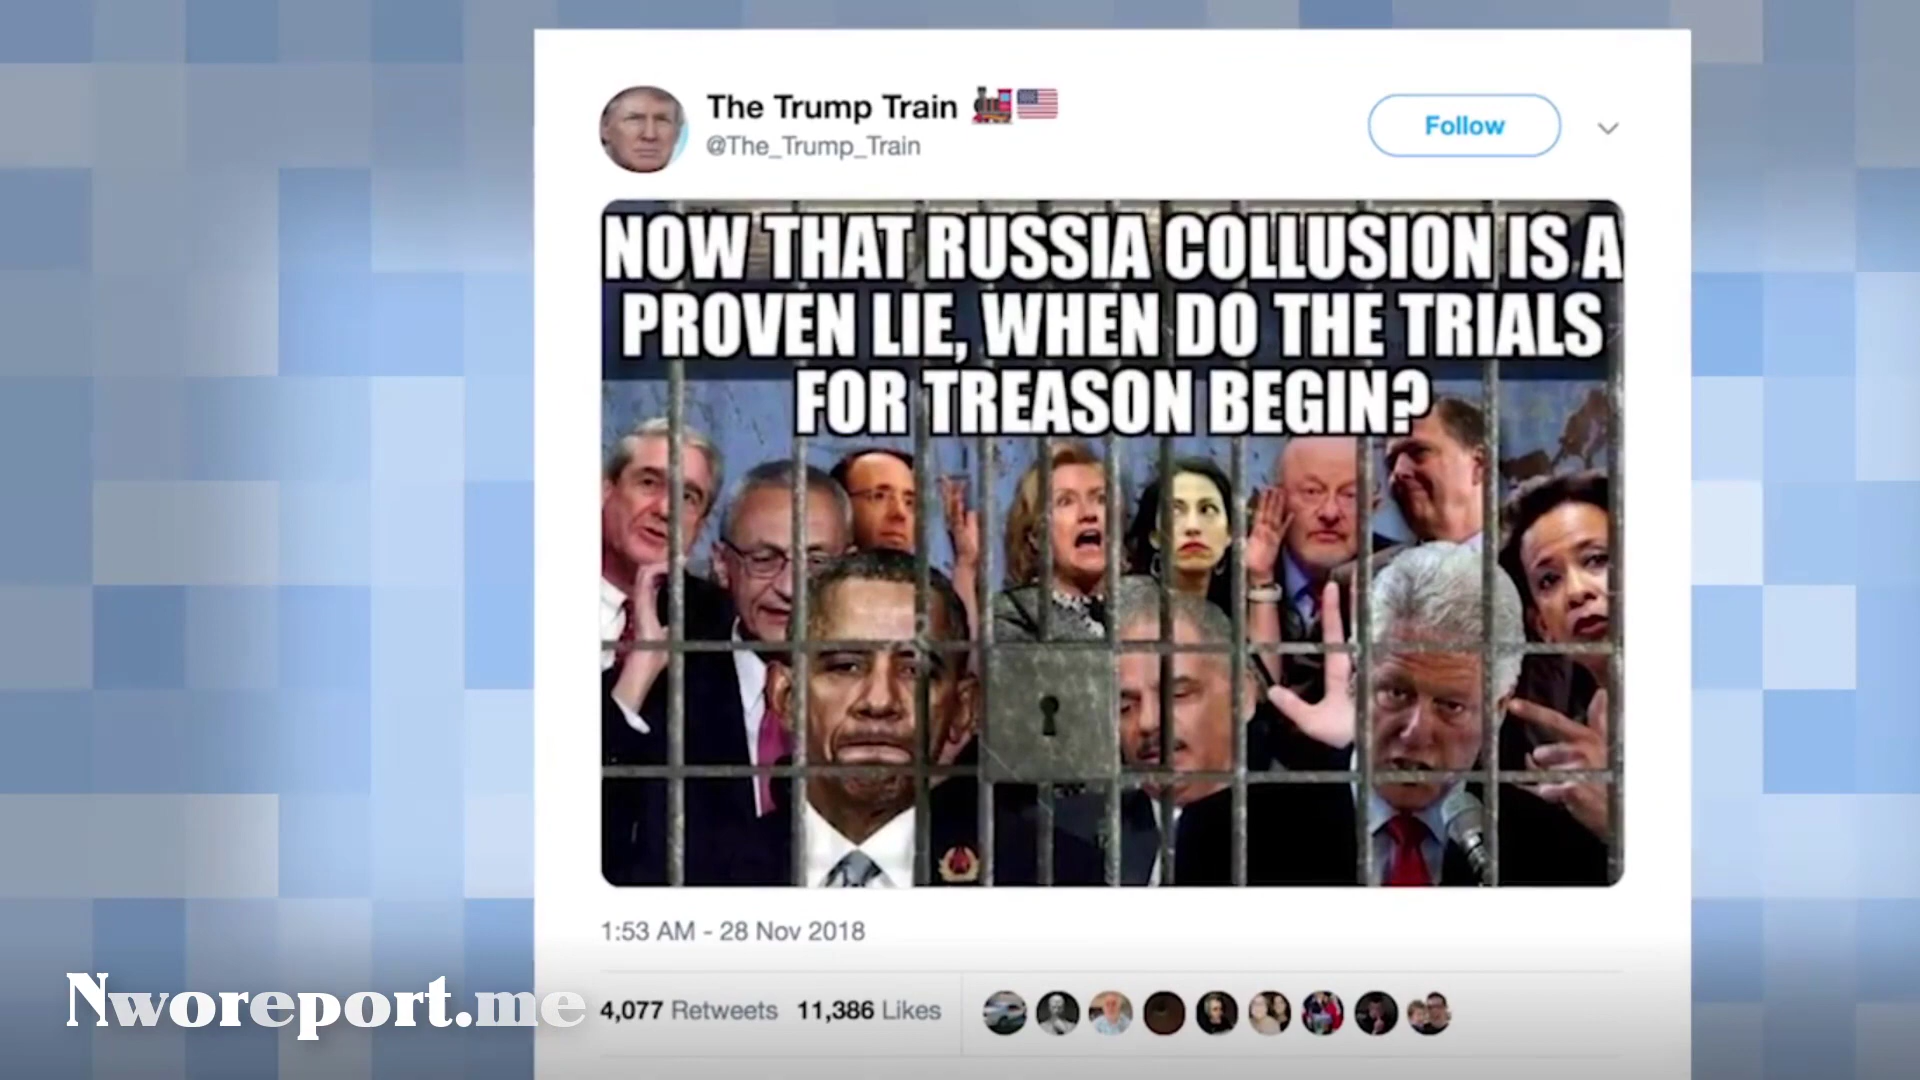 The Trump Train
@The_Trump_Train
Follow
NOW THAT RUSSIA COLLUSION IS A
PROVEN LIE, WHEN DO THE TRIALS
FOR TREASON BEGIN?
1:53 AM - 28 Nov 2018
4,077 Retweets 11,386 Likes
Nworeport.me